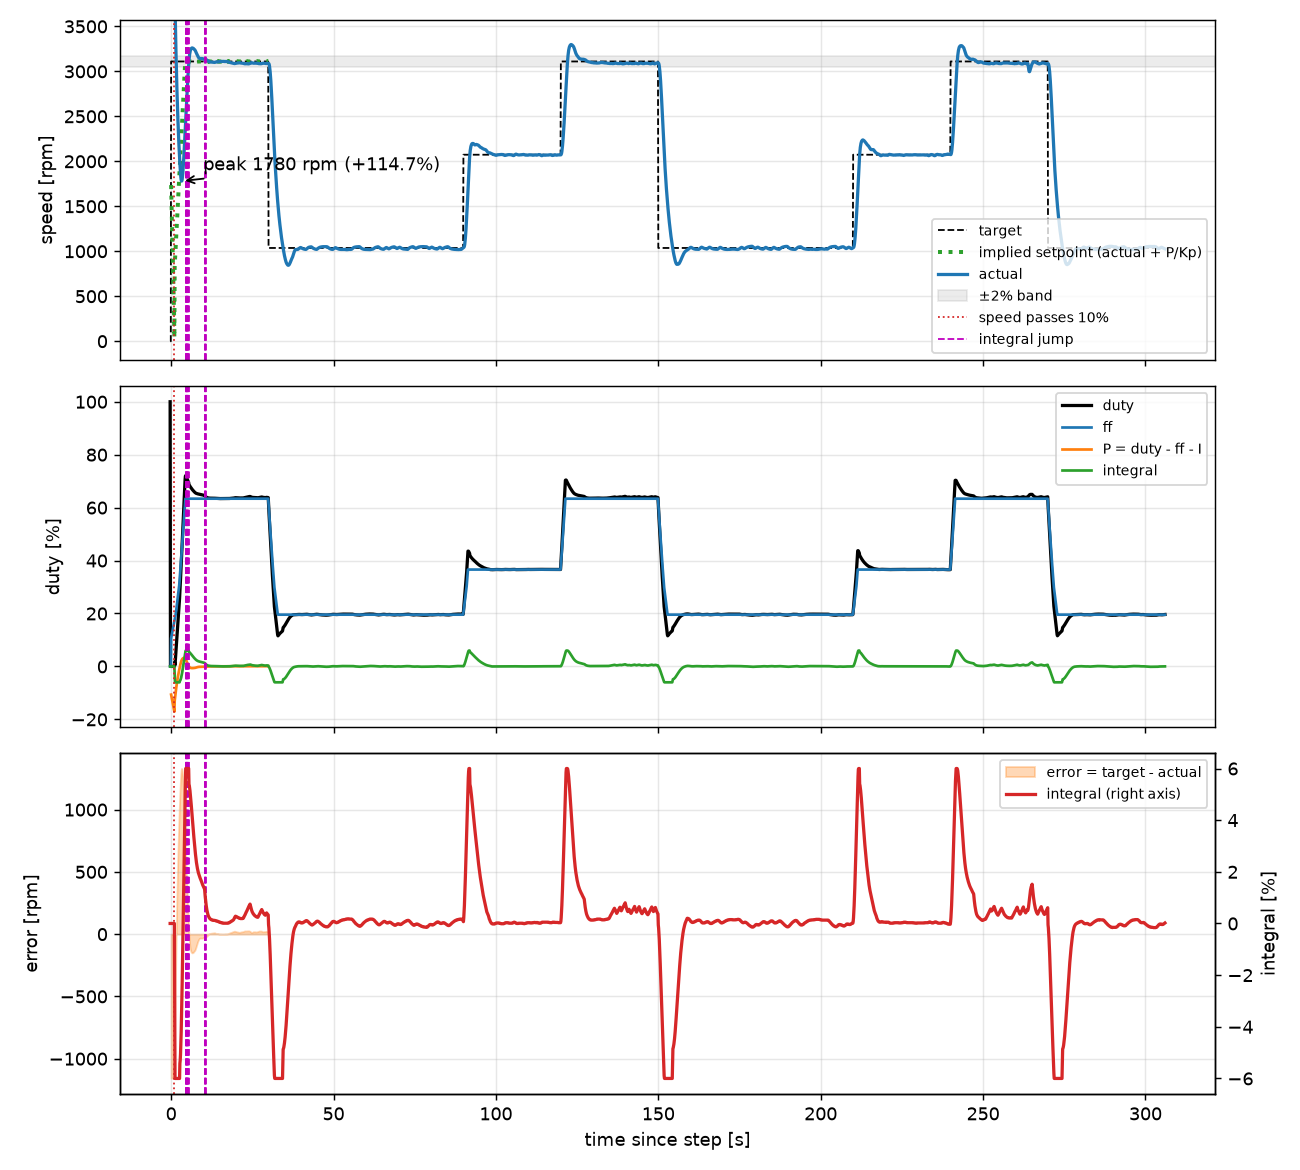 3500
3000
2500
2000
1500
1000
500
0
speed [rpm]
peak 1780 rpm (+114.7%)
target
implied setpoint (actual + P/Kp)
actual
±2% band
speed passes 10%
integral jump
100
80
60
40
20
0
−20
duty [%]
duty
ff
P = duty - ff - I
integral
1000
500
0
−500
−1000
error [rpm]
error = target - actual
integral (right axis)
6
4
2
0
−2
−4
−6
integral [%]
0 50 100 150 200 250 300
time since step [s]